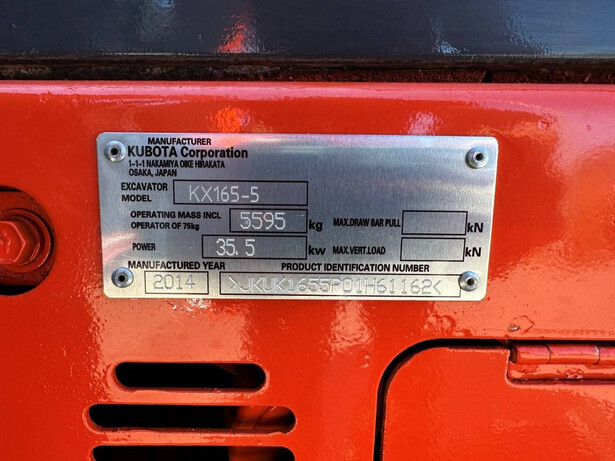 MANUFACTURER
KUBOTA Corporation
1-1-1 NAKAMIYA OIKE HIRAKATA
OSAKA, JAPAN
EXCAVATOR MODEL KX165-5
OPERATING MASS INCL OPERATOR OF 75kg 5595 kg MAX.DRAW BAR PULL kN
POWER 35.5 kw MAX.VERT.LOAD kN
MANUFACTURED YEAR PRODUCT IDENTIFICATION NUMBER
2014 >JKUK1655P01H61162<